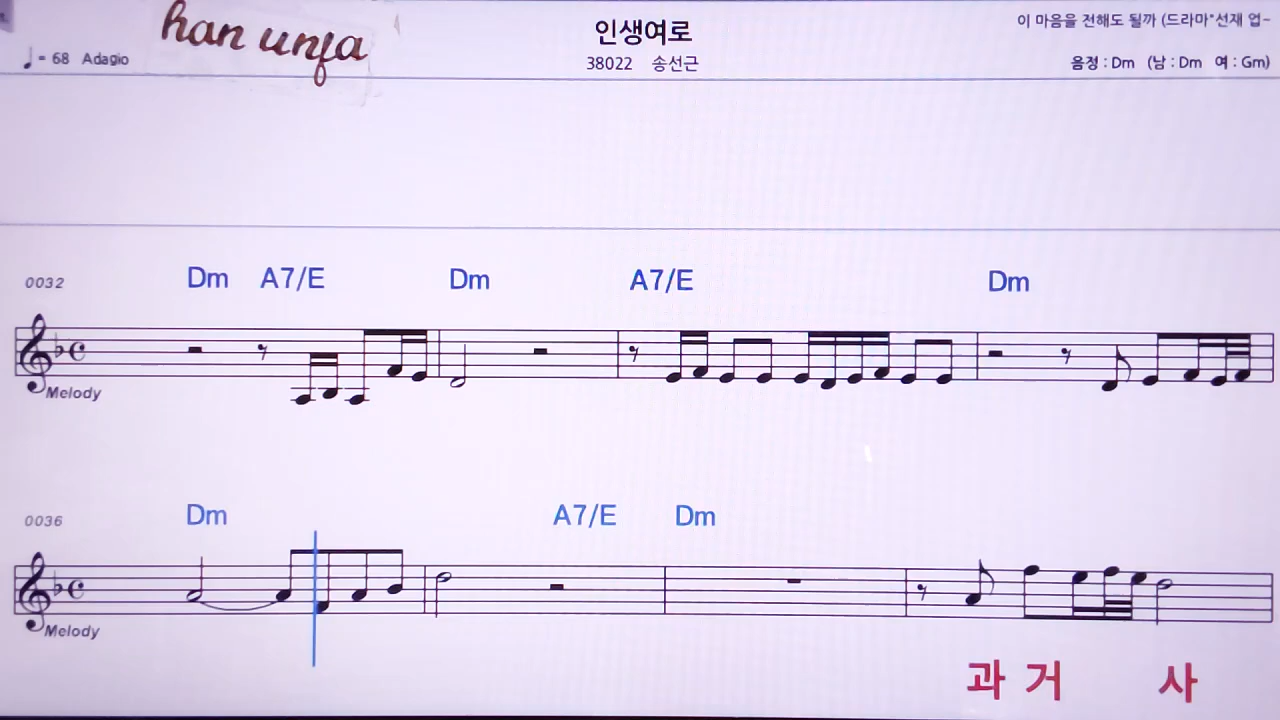 han unja
인생여로
이 마음을 전해도 될까 (드라마"선재 업~
♩= 68 Adagio
38022 송선근
음정 : Dm (남 : Dm 여 : Gm)
0032 Dm A7/E Dm A7/E Dm
Melody
0036 Dm A7/E Dm
Melody
과 거 사